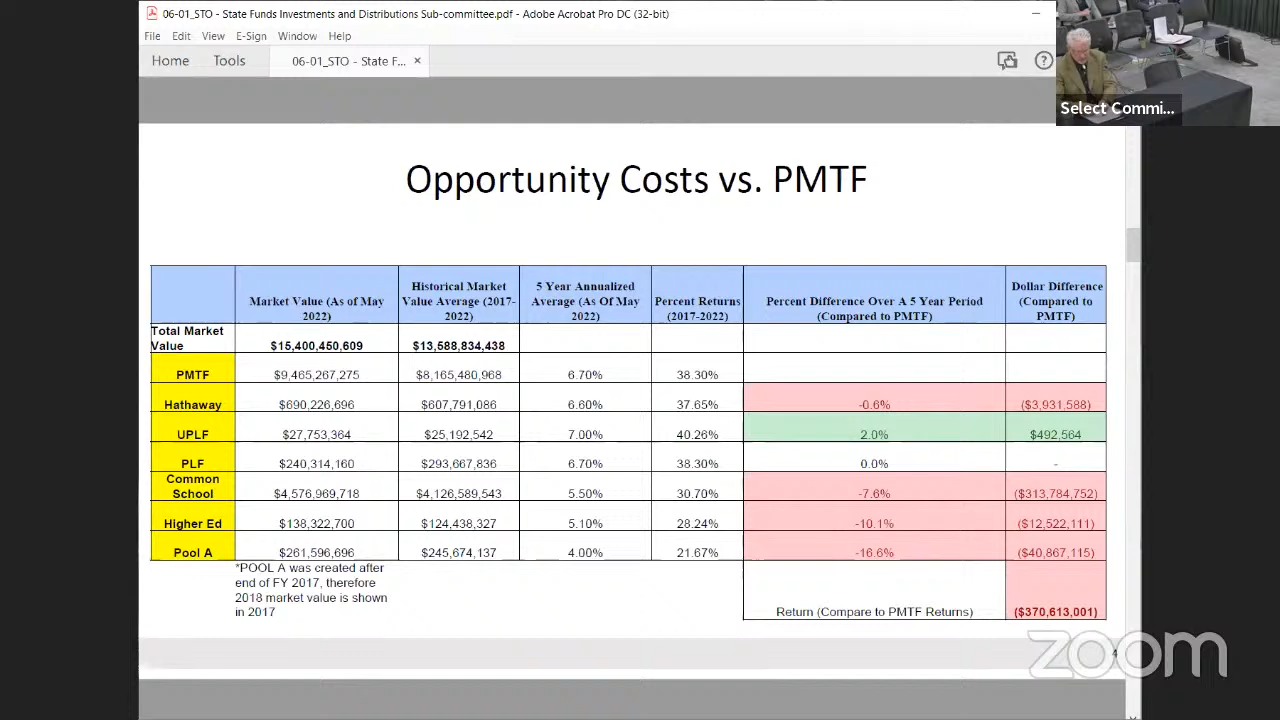 06-01_STO - State Funds Investments and Distributions Sub-committee.pdf - Adobe Acrobat Pro DC (32-bit)
File Edit View E-Sign Window Help
Home Tools 06-01_STO - State F... ×
Select Commi...
Opportunity Costs vs. PMTF
Market Value (As of May 2022) Historical Market Value Average (2017-2022) 5 Year Annualized Average (As Of May 2022) Percent Returns (2017-2022) Percent Difference Over A 5 Year Period (Compared to PMTF) Dollar Difference (Compared to PMTF)
Total Market Value $15,400,450,609 $13,588,834,438
PMTF $9,465,267,275 $8,165,480,968 6.70% 38.30%
Hathaway $690,226,696 $607,791,086 6.60% 37.65% -0.6% ($3,931,588)
UPLF $27,753,364 $25,192,542 7.00% 40.26% 2.0% $492,564
PLF $240,314,160 $293,667,836 6.70% 38.30% 0.0% -
Common School $4,576,969,718 $4,126,589,543 5.50% 30.70% -7.6% ($313,784,752)
Higher Ed $138,322,700 $124,438,327 5.10% 28.24% -10.1% ($12,522,111)
Pool A $261,596,696 $245,674,137 4.00% 21.67% -16.6% ($40,867,115)
*POOL A was created after
end of FY 2017, therefore
2018 market value is shown
in 2017
Return (Compare to PMTF Returns) ($370,613,001)
4
zoom